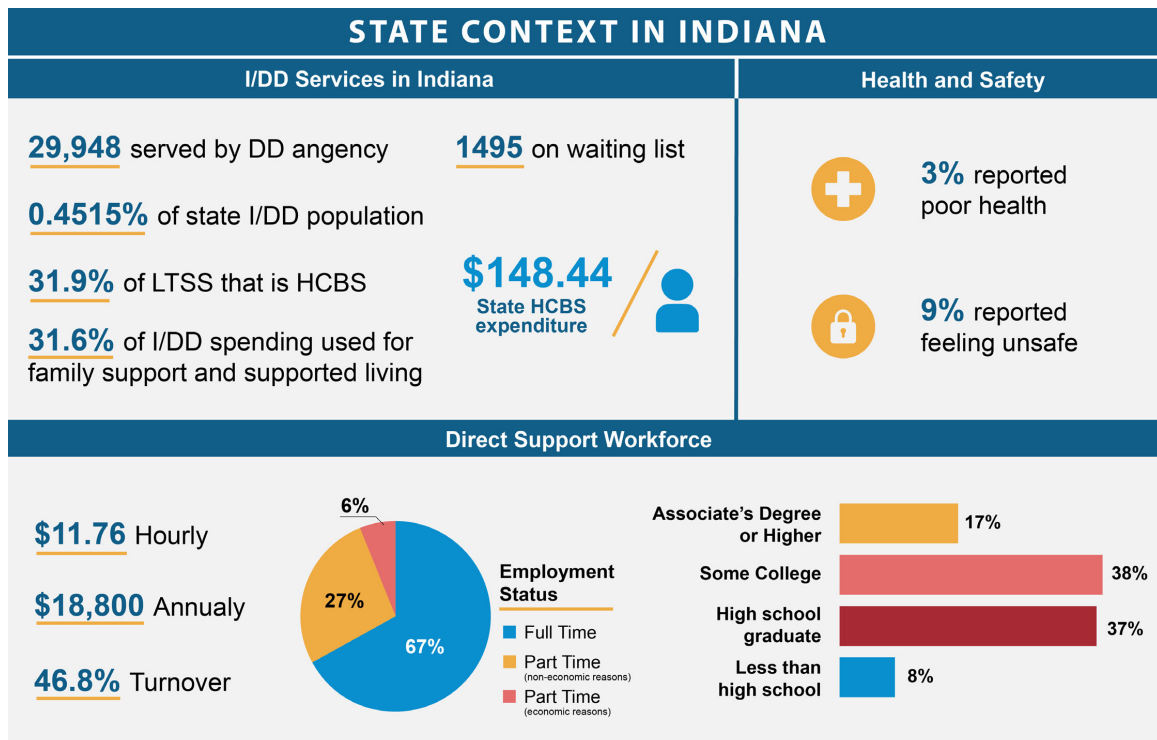 STATE CONTEXT IN INDIANA
I/DD Services in Indiana
29,948 served by DD angency
1495 on waiting list
0.4515% of state I/DD population
31.9% of LTSS that is HCBS
$148.44
State HCBS
expenditure
31.6% of I/DD spending used for
family support and supported living
Health and Safety
3% reported
poor health
9% reported
feeling unsafe
Direct Support Workforce
$11.76 Hourly
$18,800 Annualy
46.8% Turnover
6%
27%
67%
Employment
Status
Full Time
Part Time
(non-economic reasons)
Part Time
(economic reasons)
Associate's Degree
or Higher
17%
Some College
38%
High school
graduate
37%
Less than
high school
8%